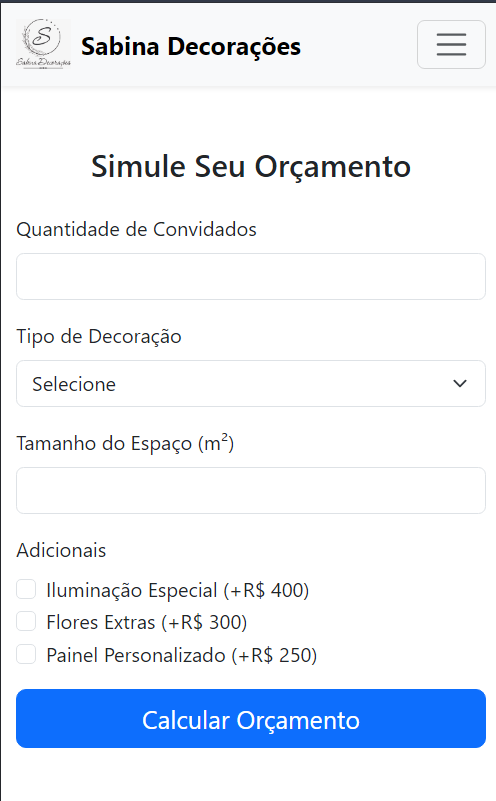 S
Sabina Decorações
Sabina Decorações
Simule Seu Orçamento
Quantidade de Convidados
Tipo de Decoração
Selecione
Tamanho do Espaço (m²)
Adicionais
Iluminação Especial (+R$ 400)
Flores Extras (+R$ 300)
Painel Personalizado (+R$ 250)
Calcular Orçamento